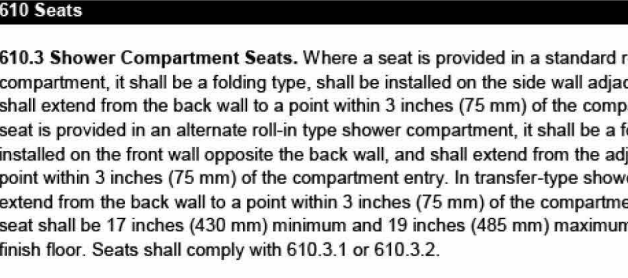 610 Seats
610.3 Shower Compartment Seats. Where a seat is provided in a standard
compartment, it shall be a folding type, shall be installed on the side wall
shall extend from the back wall to a point within 3 inches (75 mm) of the
seat is provided in an alternate roll-in type shower compartment, it shall be a
installed on the front wall opposite the back wall, and shall extend from the
point within 3 inches (75 mm) of the compartment entry. In transfer-type
extend from the back wall to a point within 3 inches (75 mm) of the
seat shall be 17 inches (430 mm) minimum and 19 inches (485 mm) maximum
finish floor. Seats shall comply with 610.3.1 or 610.3.2.